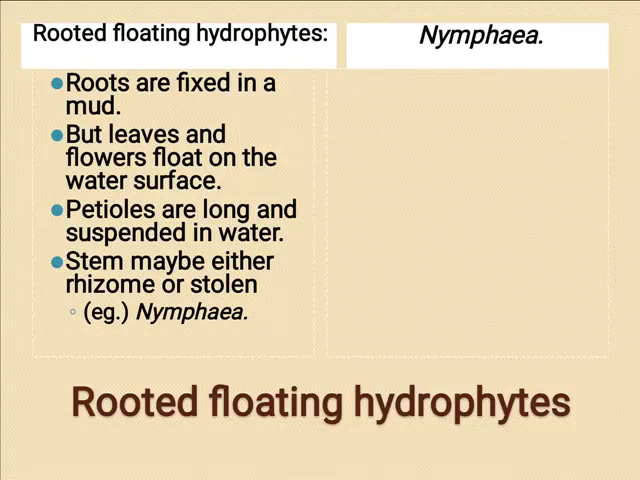 Rooted floating hydrophytes:
Nymphaea.
Roots are fixed in a
mud.
But leaves and
flowers float on the
water surface.
Petioles are long and
suspended in water.
Stem maybe either
rhizome or stolen
(eg.) Nymphaea.
Rooted floating hydrophytes